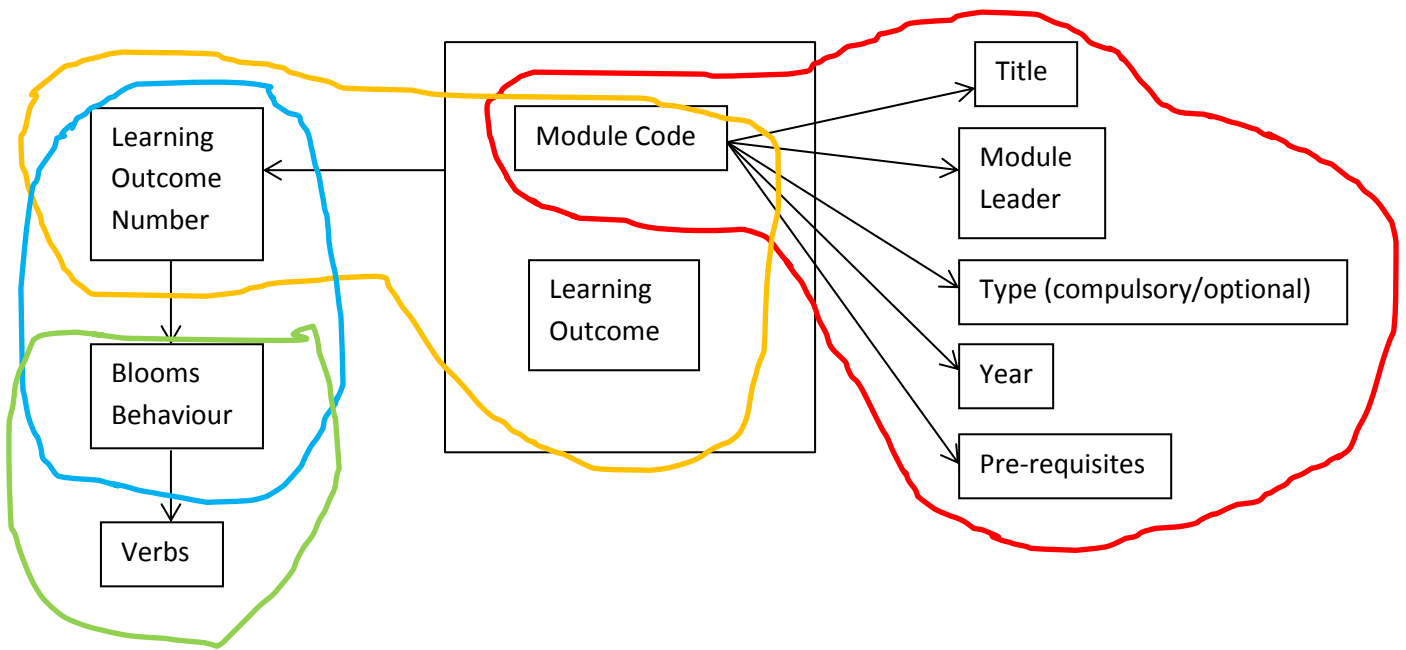 Learning
Outcome
Number
Blooms
Behaviour
Verbs
Module Code
Learning
Outcome
Title
Module
Leader
Type (compulsory/optional)
Year
Pre-requisites